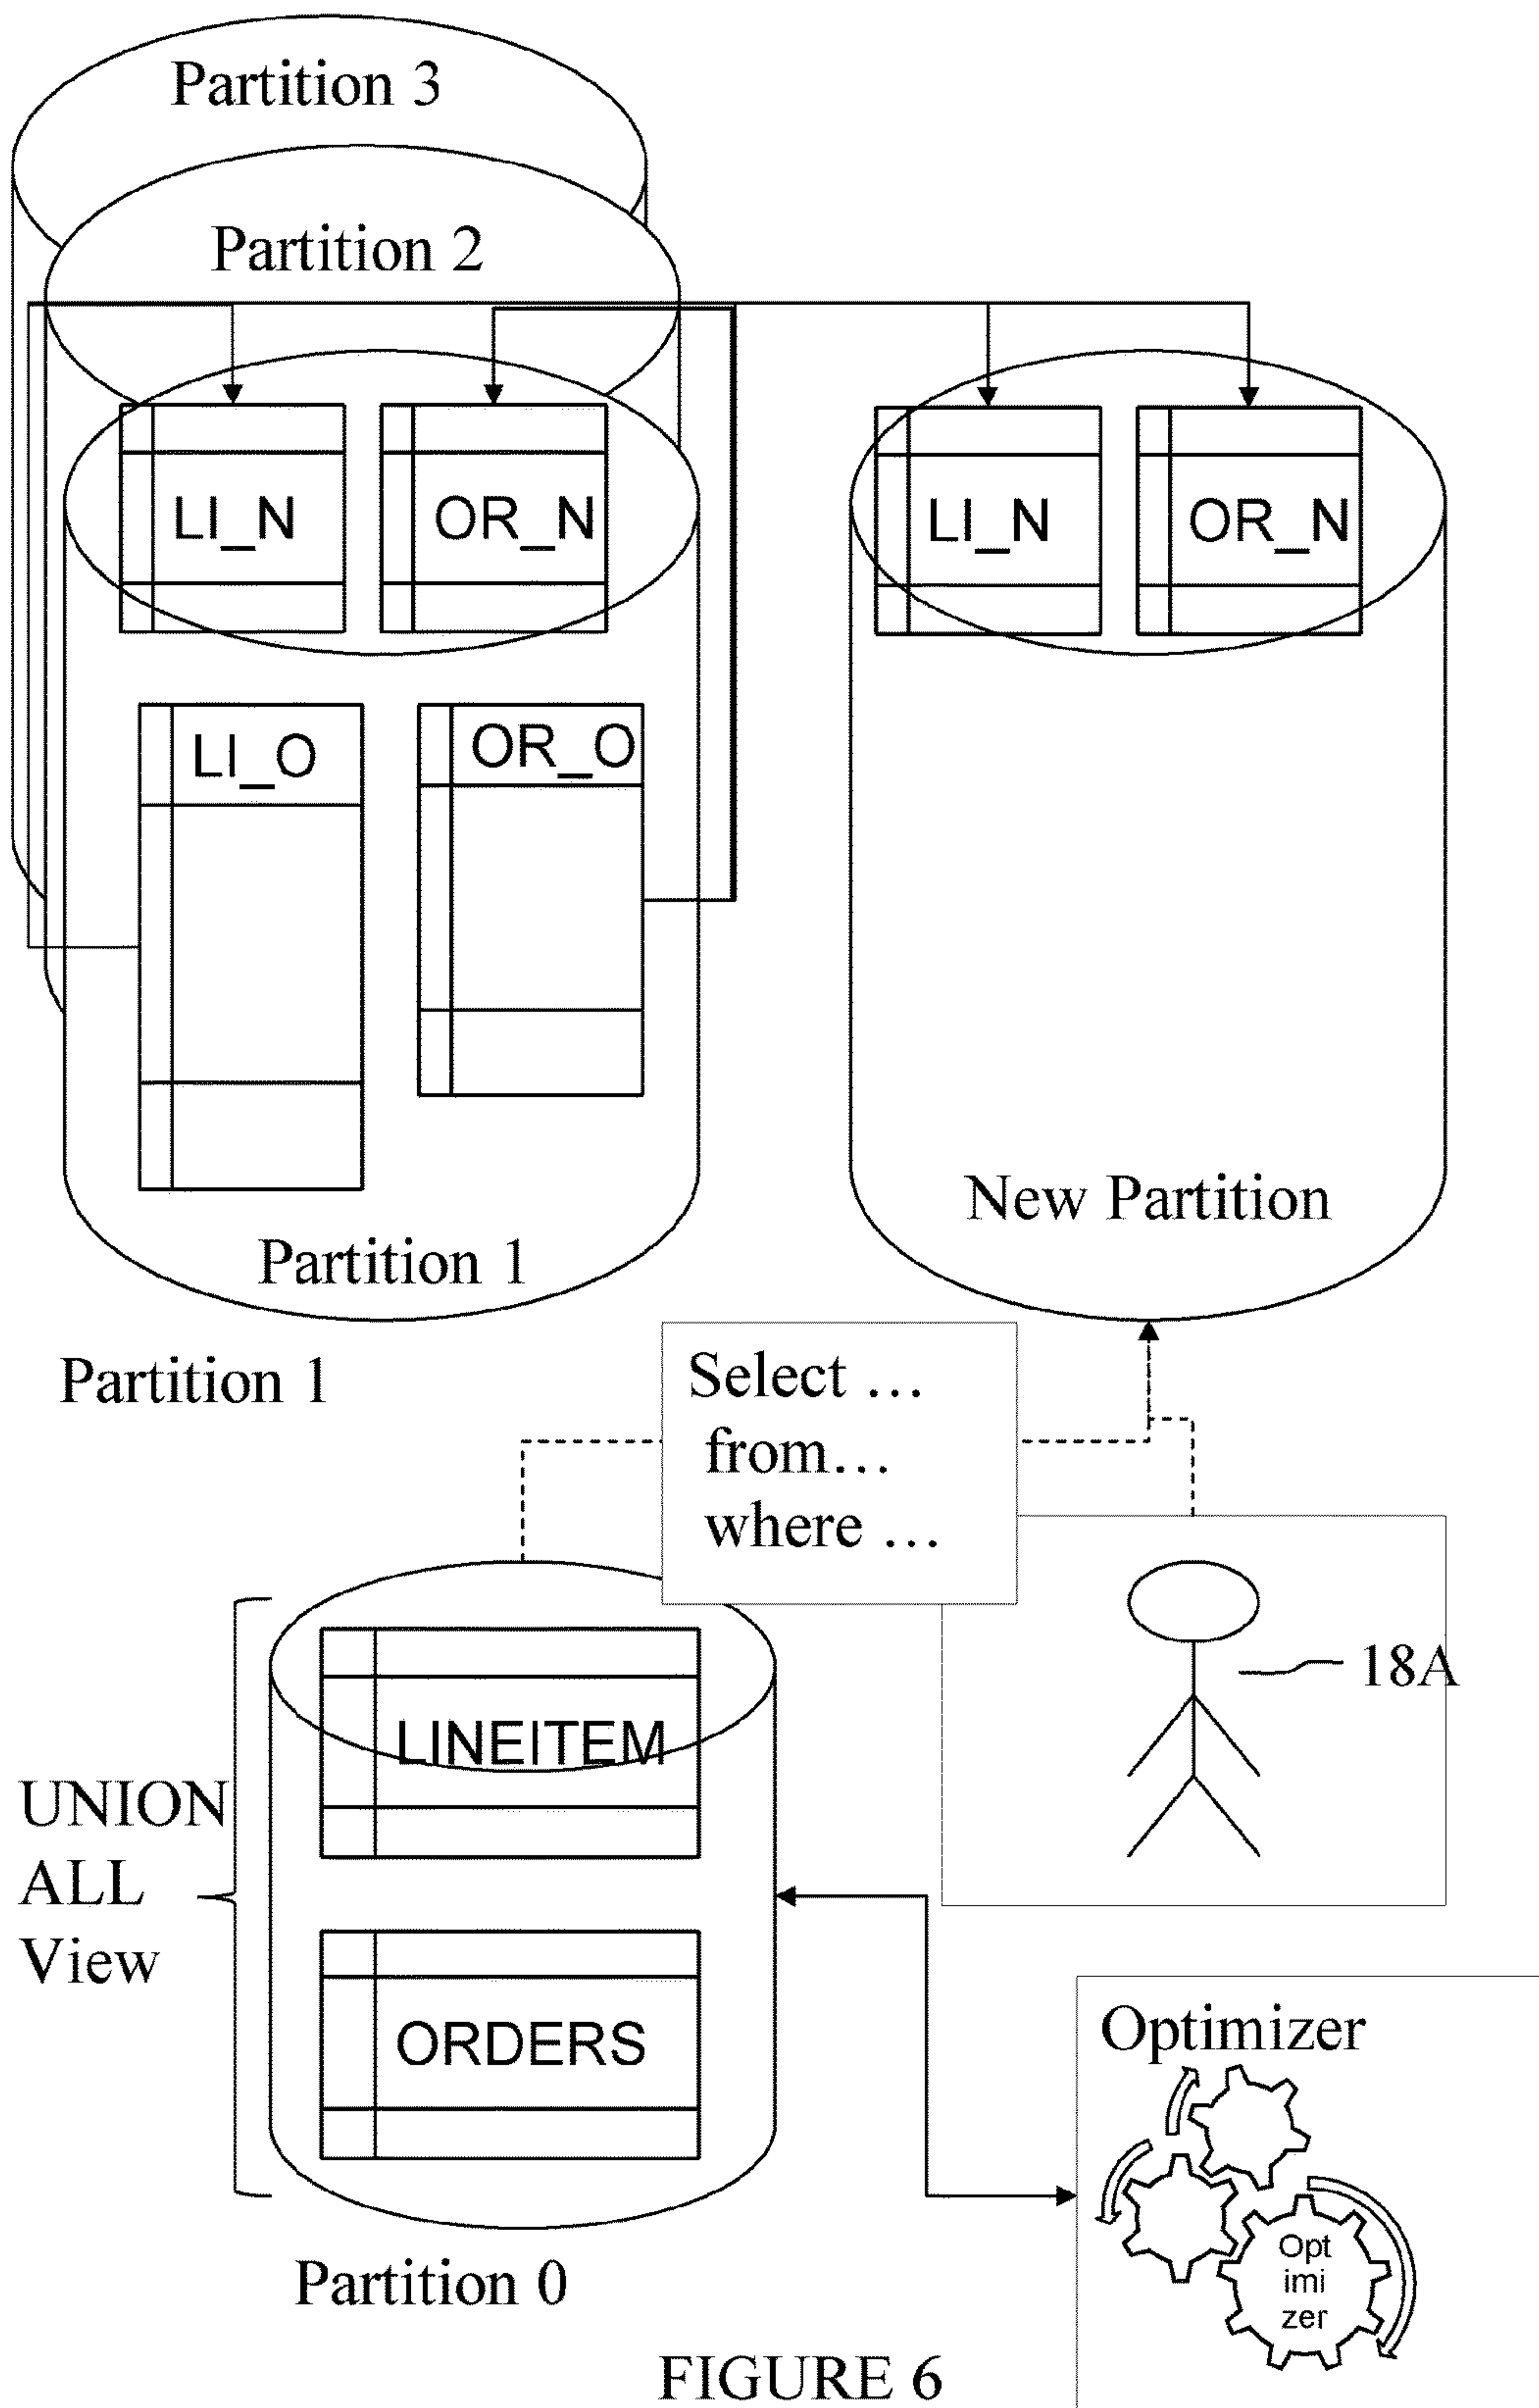 Partition 3
Partition 2
LI_N
OR_N
LI_N
OR_N
LI_O
OR_O
New Partition
Partition 1
Partition 1
Select ...
from...
where ...
18A
LINEITEM
UNION
ALL
View
ORDERS
Optimizer
Opt
imi
zer
Partition 0
FIGURE 6